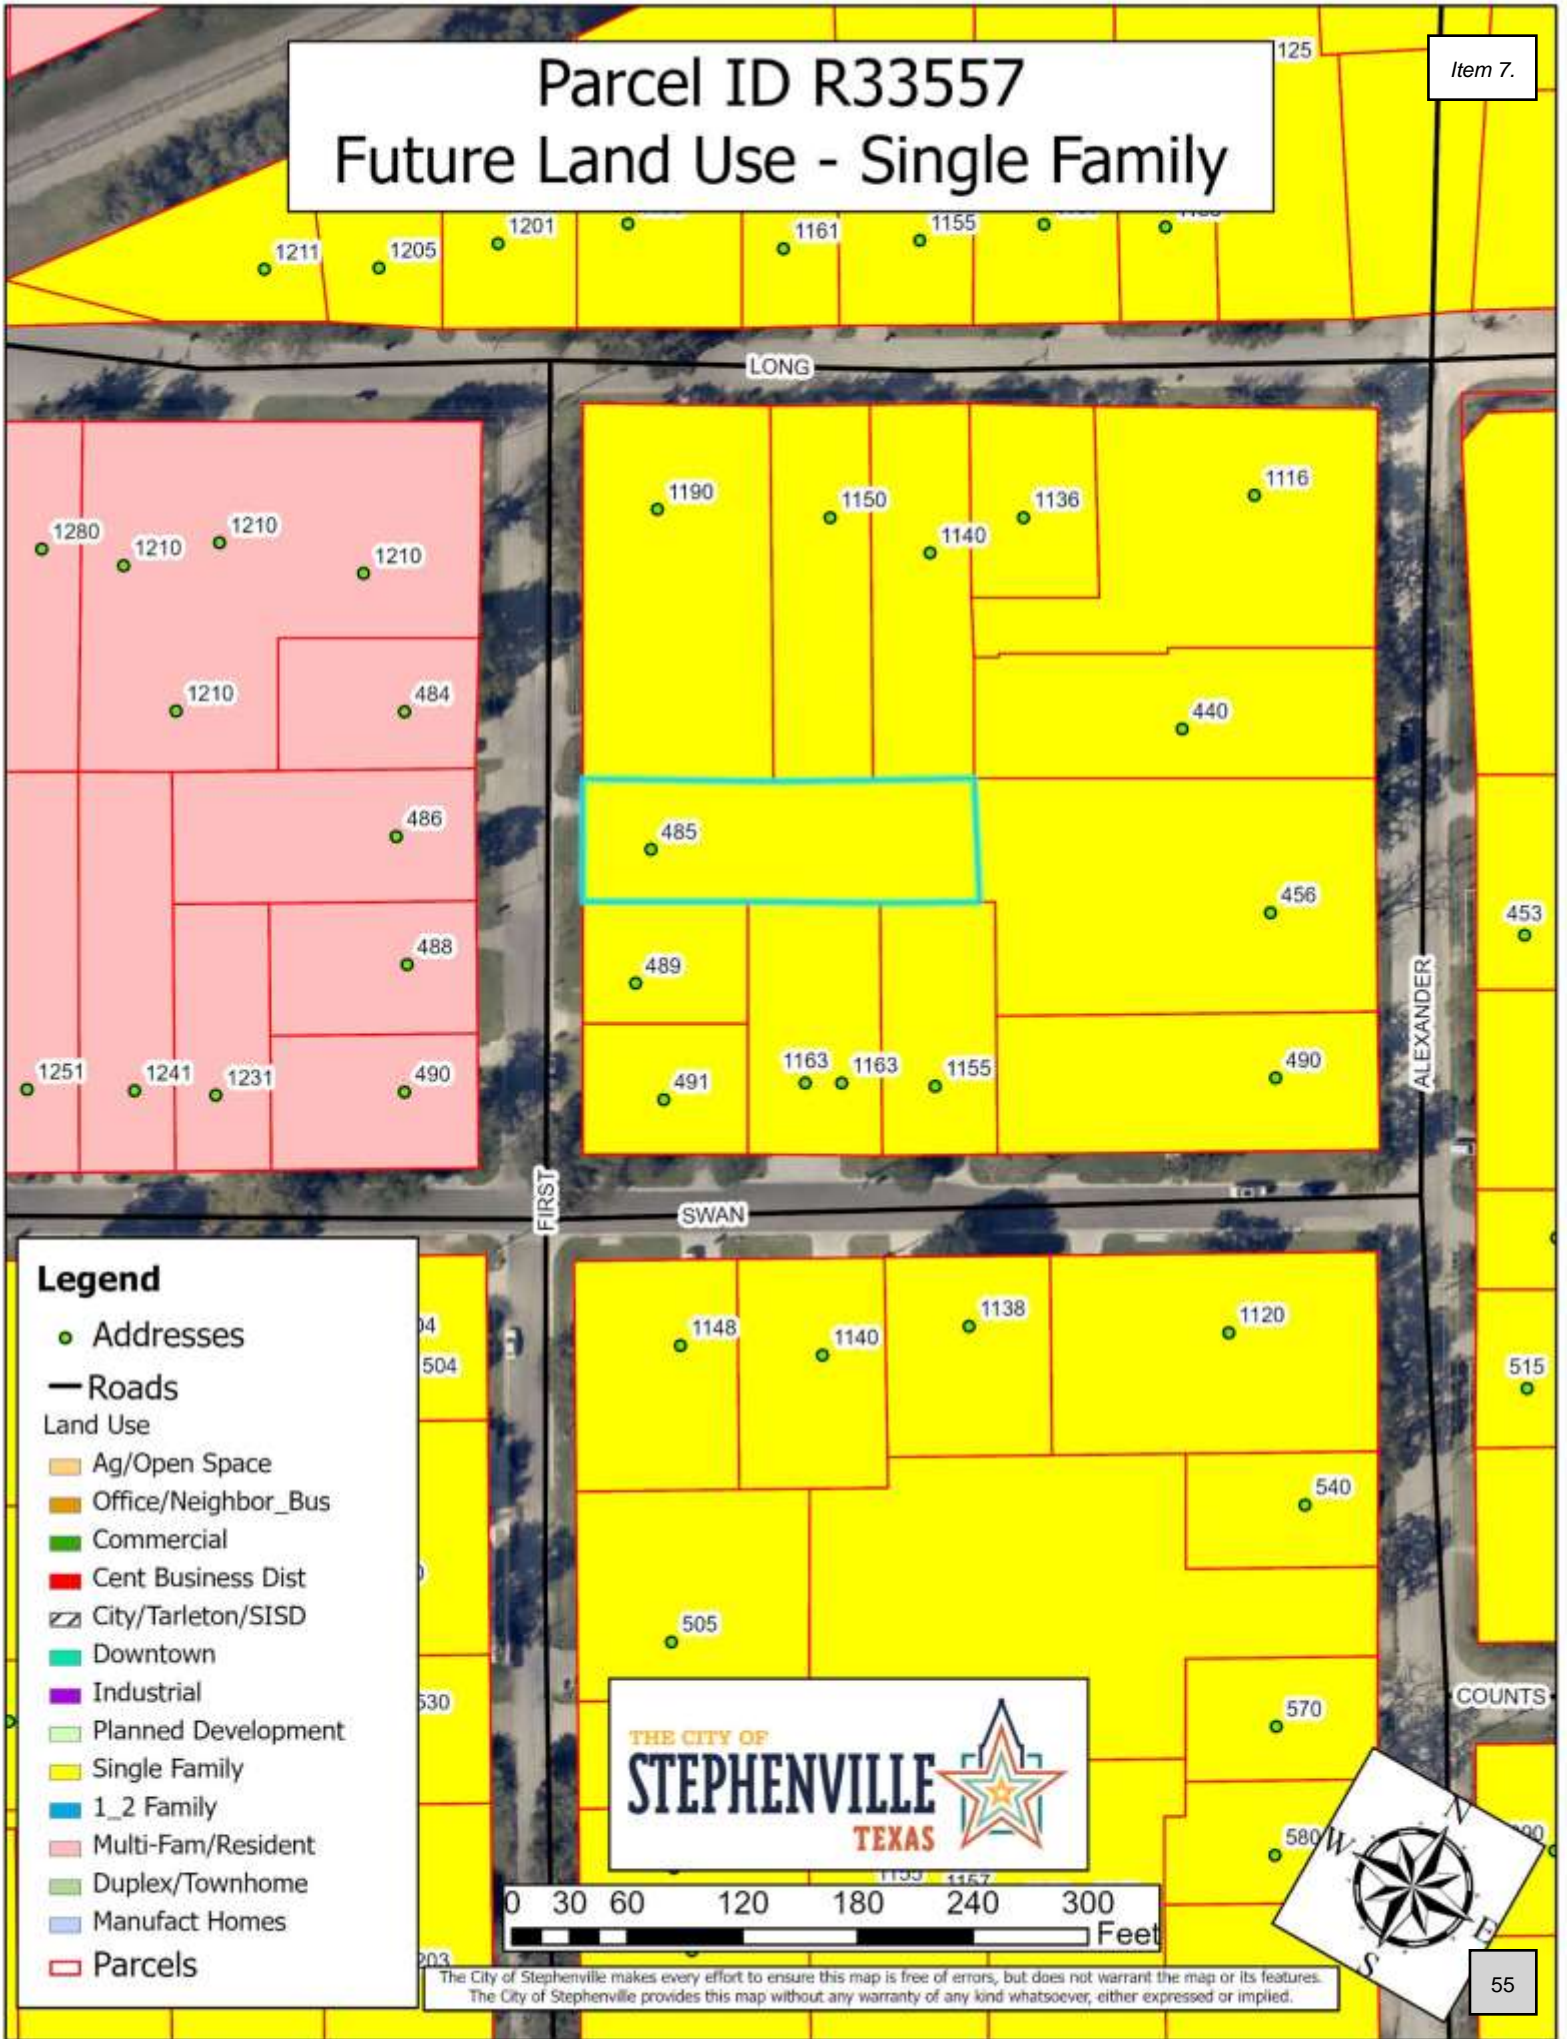 Parcel ID R33557
Future Land Use - Single Family
Item 7.
125
1211
1205
1201
1161
1155
LONG
1280
1210
1210
1210
1190
1150
1140
1136
1116
1210
484
440
486
485
456
453
488
489
ALEXANDER
1251
1241
1231
490
491
1163
1163
1155
490
FIRST
SWAN
Legend
Addresses
Roads
Land Use
Ag/Open Space
Office/Neighbor_Bus
Commercial
Cent Business Dist
City/Tarleton/SISD
Downtown
Industrial
Planned Development
Single Family
1_2 Family
Multi-Fam/Resident
Duplex/Townhome
Manufact Homes
Parcels
504
1148
1140
1138
1120
515
540
505
570
COUNTS
580
THE CITY OF
STEPHENVILLE
TEXAS
1157
0 30 60 120 180 240 300
Feet
N
W
E
S
The City of Stephenville makes every effort to ensure this map is free of errors, but does not warrant the map or its features.
The City of Stephenville provides this map without any warranty of any kind whatsoever, either expressed or implied.
55